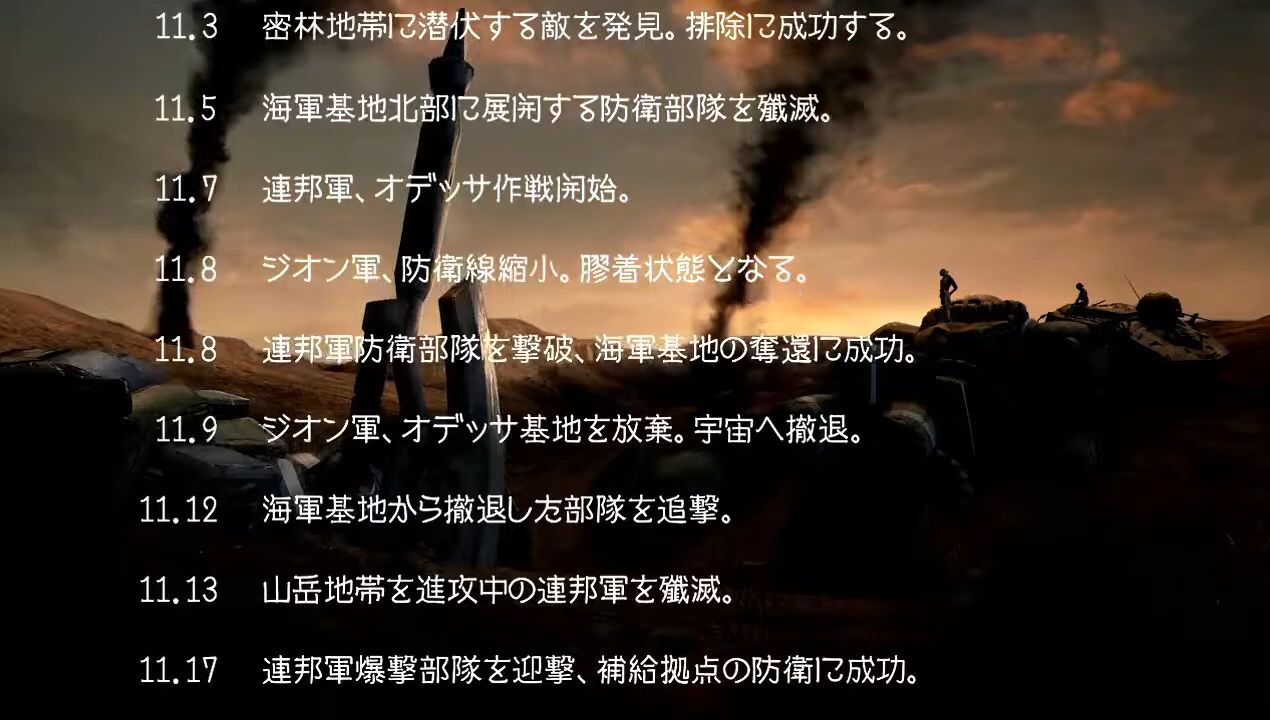 11.3 密林地帯に潜伏する敵を発見。排除に成功する。
11.5 海軍基地北部に展開する防衛部隊を殲滅。
11.7 連邦軍、オデッサ作戦開始。
11.8 ジオン軍、防衛線縮小。膠着状態となる。
11.8 連邦軍防衛部隊を撃破、海軍基地の奪還に成功。
11.9 ジオン軍、オデッサ基地を放棄。宇宙へ撤退。
11.12 海軍基地から撤退した部隊を追撃。
11.13 山岳地帯を進攻中の連邦軍を殲滅。
11.17 連邦軍爆撃部隊を迎撃、補給拠点の防衛に成功。